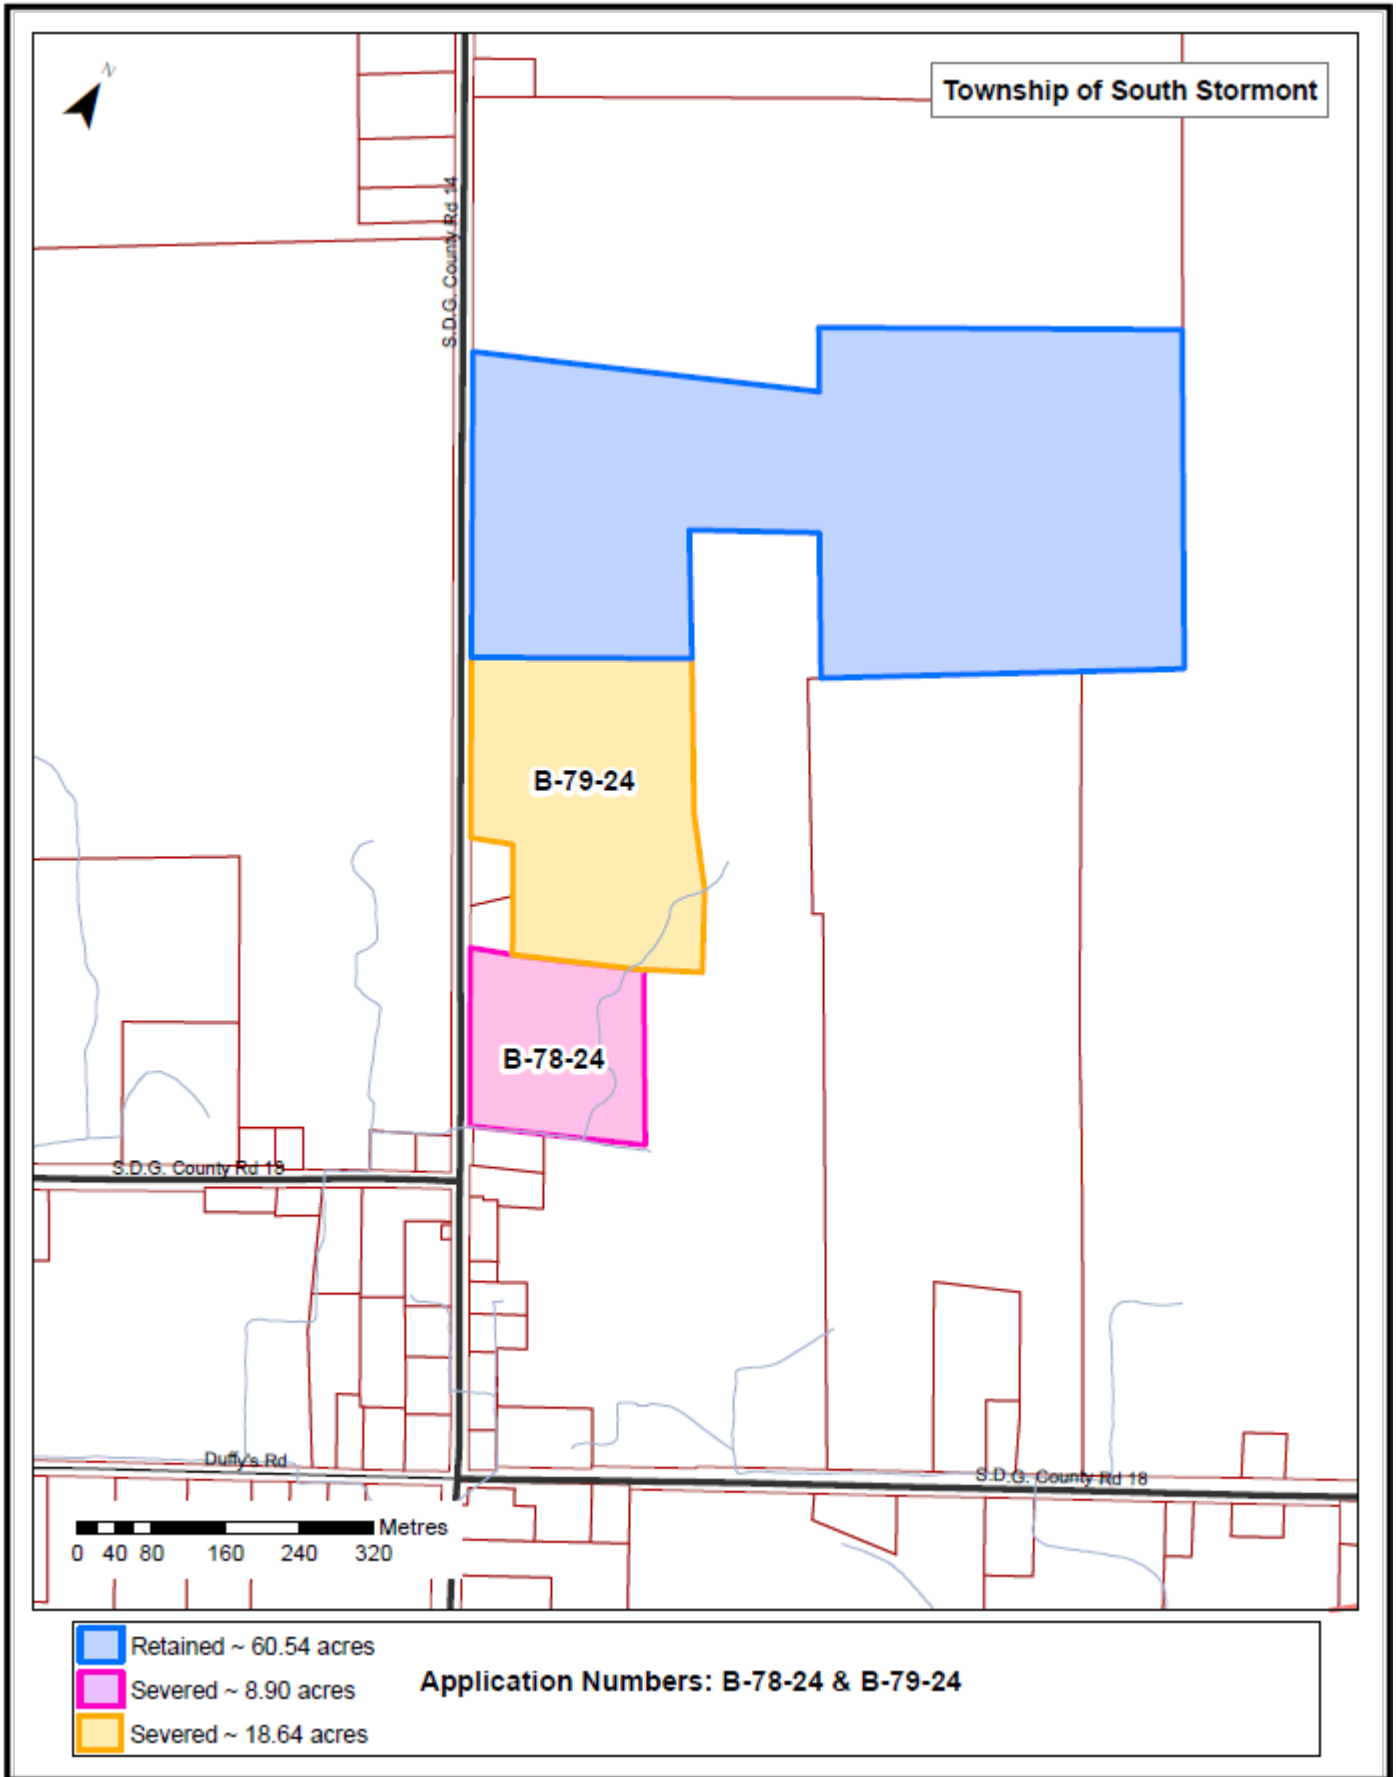 N
Township of South Stormont
S.D.G. County Rd 14
B-79-24
B-78-24
S.D.G. County Rd 18
Duffy's Rd
S.D.G. County Rd 18
Metres
0 40 80 160 240 320
Retained ~ 60.54 acres
Severed ~ 8.90 acres
Application Numbers: B-78-24 & B-79-24
Severed ~ 18.64 acres